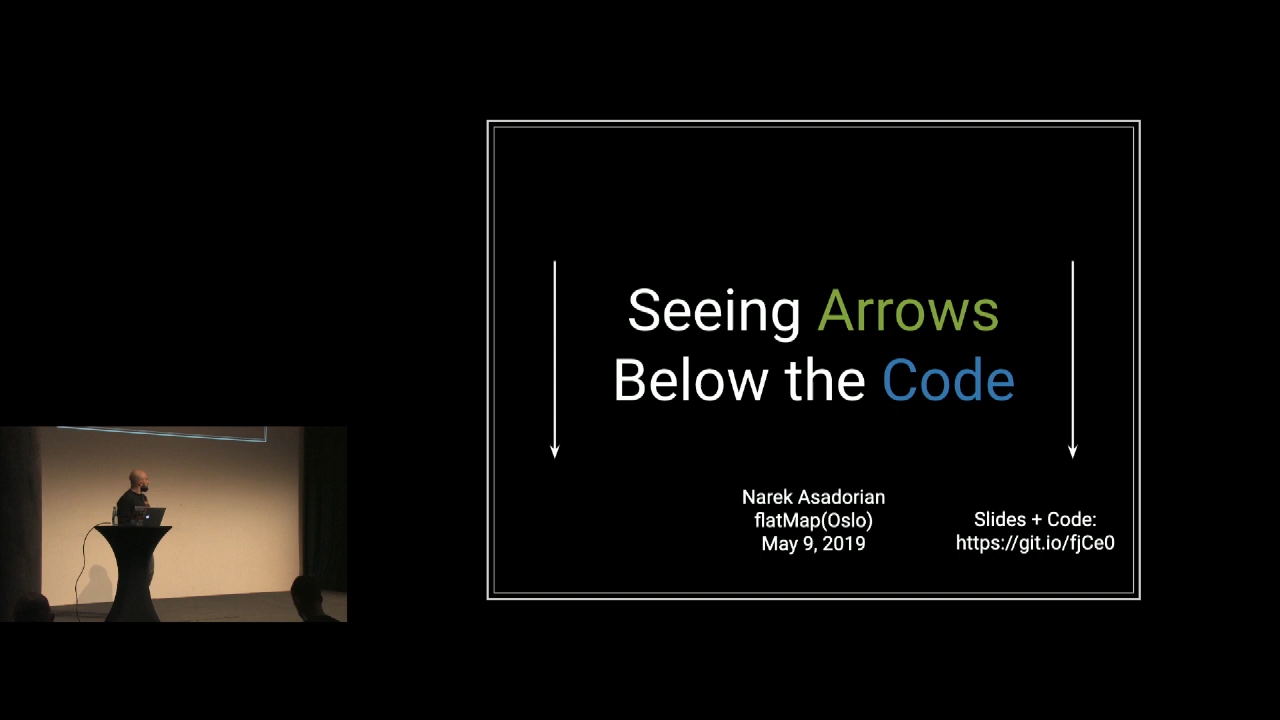 Seeing Arrows
Below the Code
Narek Asadorian
flatMap(Oslo)
May 9, 2019
Slides + Code:
https://git.io/fjCe0